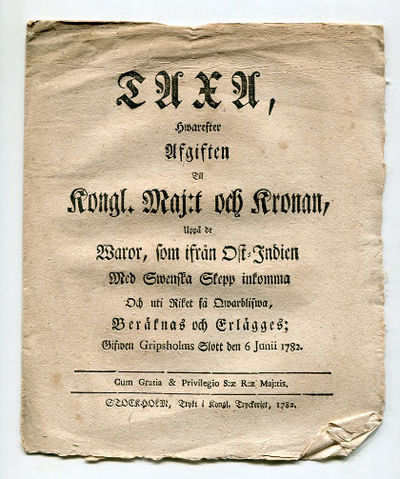 TAXA,
Hwarefter
Afgiften
Til
Kongl. Maj:t och Kronan,
Uppå de
Waror, som ifrån Ost-Indien
Med Swenska Skepp inkomma
Och uti Riket få Qwarblifwa,
Beräknas och Erlägges;
Gifwen Gripsholms Slott den 6 Junii 1782.
Cum Gratia & Privilegio S:æ R:æ Maj:tis.
STOCKHOLM, Tryckt i Kongl. Tryckeriet, 1782.